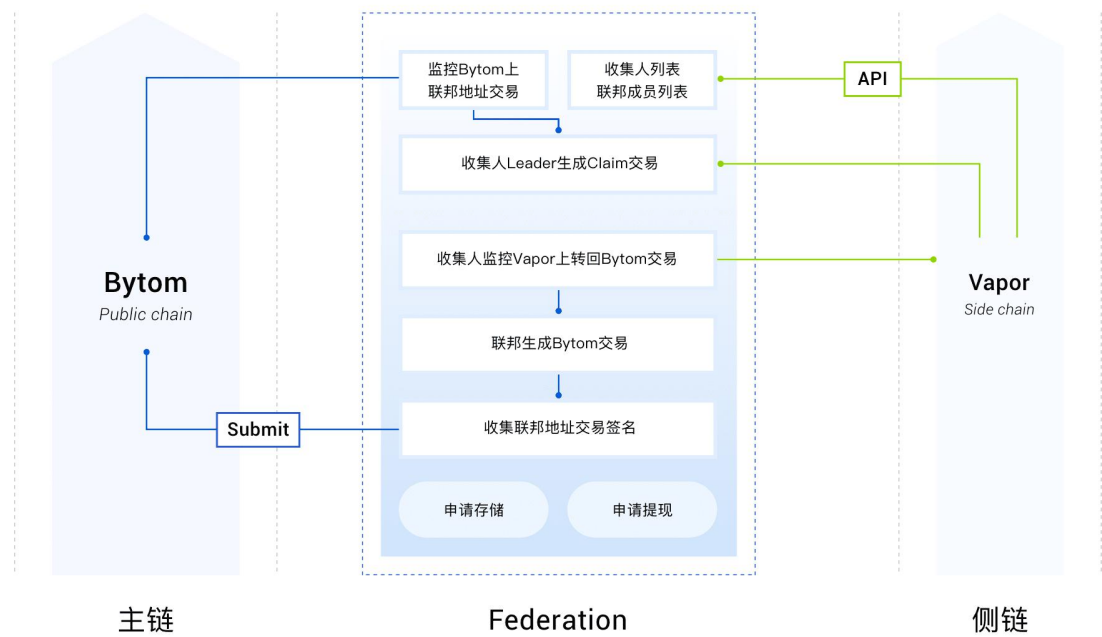 监控Bytom上
联邦地址交易
收集人列表
联邦成员列表
API
收集人Leader生成Claim交易
收集人监控Vapor上转回Bytom交易
Bytom
Public chain
Vapor
Side chain
联邦生成Bytom交易
Submit
收集联邦地址交易签名
申请存储
申请提现
主链
Federation
侧链